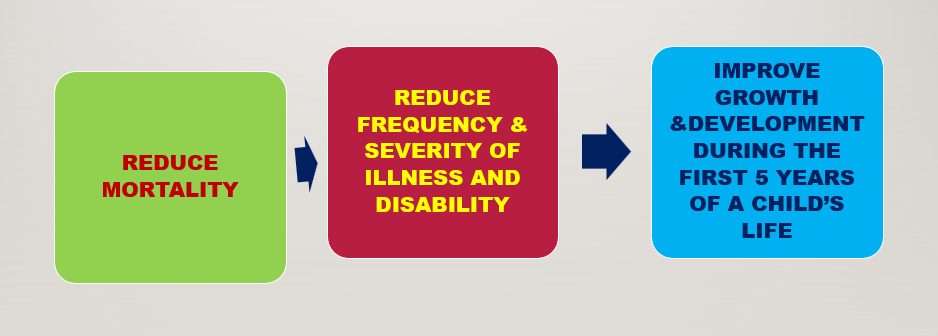 REDUCE
MORTALITY
REDUCE
FREQUENCY &
SEVERITY OF
ILLNESS AND
DISABILITY
IMPROVE
GROWTH
&DEVELOPMENT
DURING THE
FIRST 5 YEARS
OF A CHILD’S
LIFE